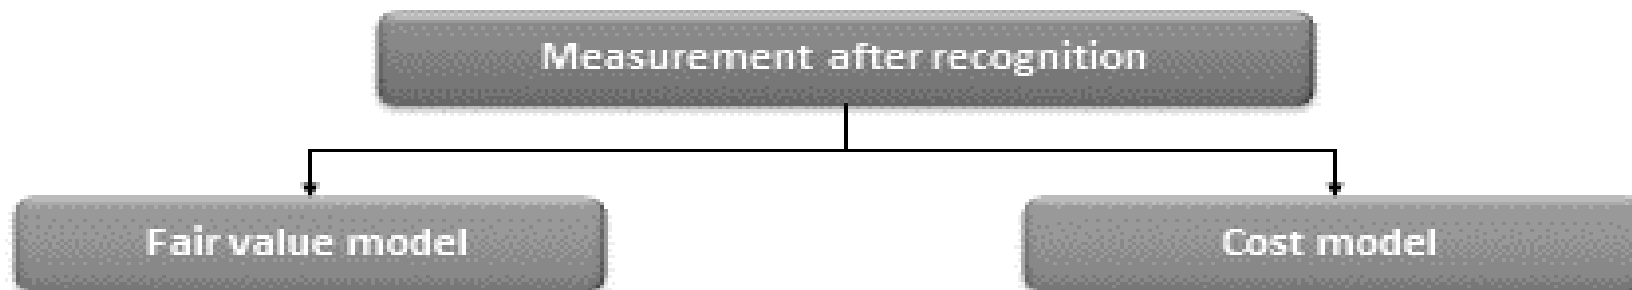 Measurement after recognition
Fair value model
Cost model